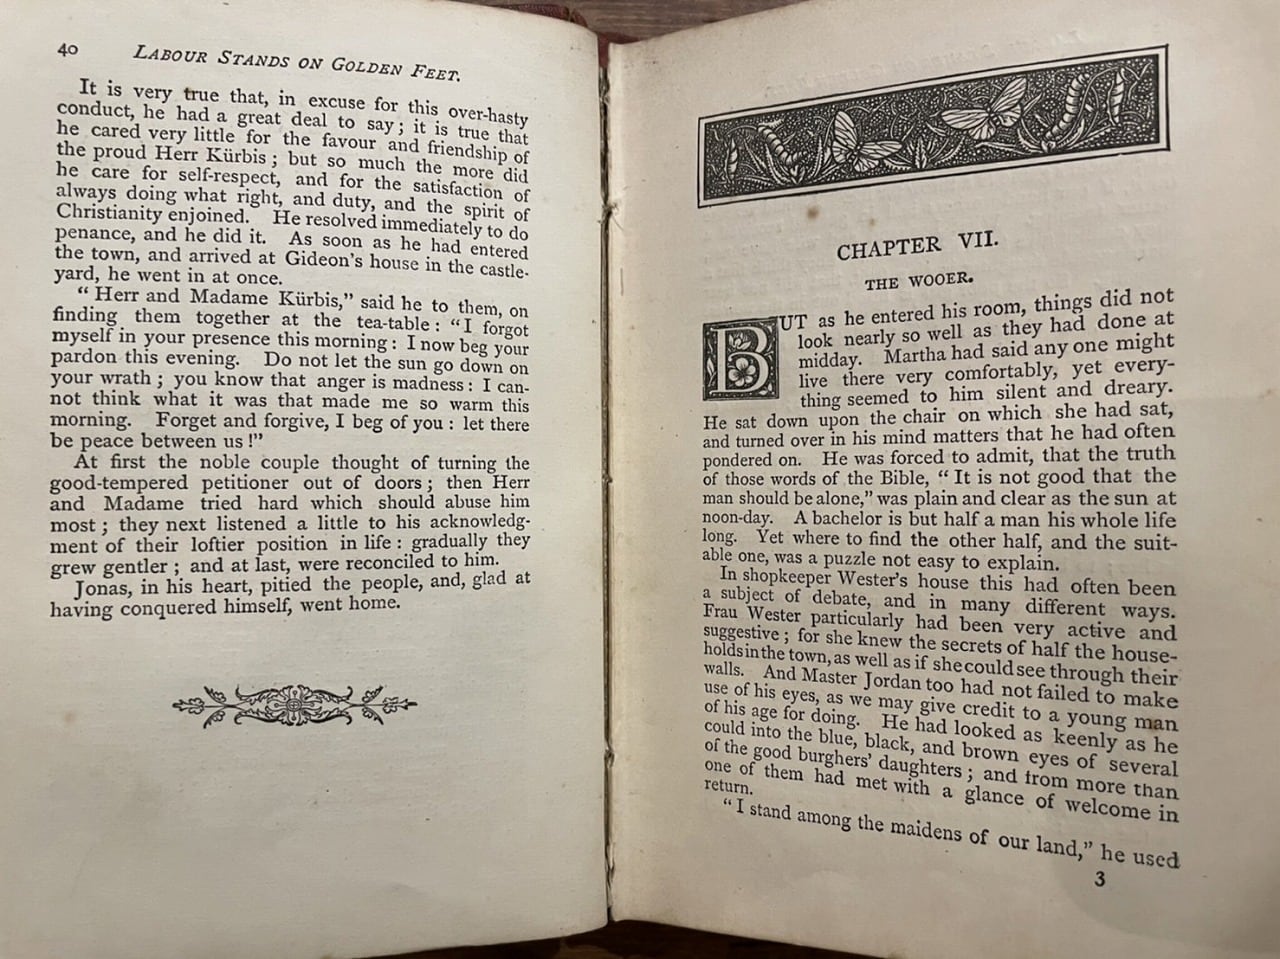 40 LABOUR STANDS ON GOLDEN FEET.
It is very true that, in excuse for this over-hasty
conduct, he had a great deal to say; it is true that
he cared very little for the favour and friendship of
the proud Herr Kürbis; but so much the more did
he care for self-respect, and for the satisfaction of
always doing what right, and duty, and the spirit of
Christianity enjoined. He resolved immediately to do
penance, and he did it. As soon as he had entered
the town, and arrived at Gideon's house in the castle-
yard, he went in at once.
"Herr and Madame Kürbis," said he to them, on
finding them together at the tea-table: "I forgot
myself in your presence this morning: I now beg your
pardon this evening. Do not let the sun go down on
your wrath; you know that anger is madness: I can-
not think what it was that made me so warm this
morning. Forget and forgive, I beg of you: let there
be peace between us!"
At first the noble couple thought of turning the
good-tempered petitioner out of doors; then Herr
and Madame tried hard which should abuse him
most; they next listened a little to his acknowledg-
ment of their loftier position in life: gradually they
grew gentler; and at last, were reconciled to him.
Jonas, in his heart, pitied the people, and, glad at
having conquered himself, went home.
CHAPTER VII.
THE WOOER.
BUT as he entered his room, things did not
look nearly so well as they had done at
midday. Martha had said any one might
live there very comfortably, yet every-
thing seemed to him silent and dreary.
He sat down upon the chair on which she had sat,
and turned over in his mind matters that he had often
pondered on. He was forced to admit, that the truth
of those words of the Bible, "It is not good that the
man should be alone," was plain and clear as the sun at
noon-day. A bachelor is but half a man his whole life
long. Yet where to find the other half, and the suit-
able one, was a puzzle not easy to explain.
In shopkeeper Wester's house this had often been
a subject of debate, and in many different ways.
Frau Wester particularly had been very active and
suggestive; for she knew the secrets of half the house-
holds in the town, as well as if she could see through their
walls. And Master Jordan too had not failed to make
use of his eyes, as we may give credit to a young man
of his age for doing. He had looked as keenly as he
could into the blue, black, and brown eyes of several
of the good burghers' daughters; and from more than
one of them had met with a glance of welcome in
return.
"I stand among the maidens of our land," he used
3